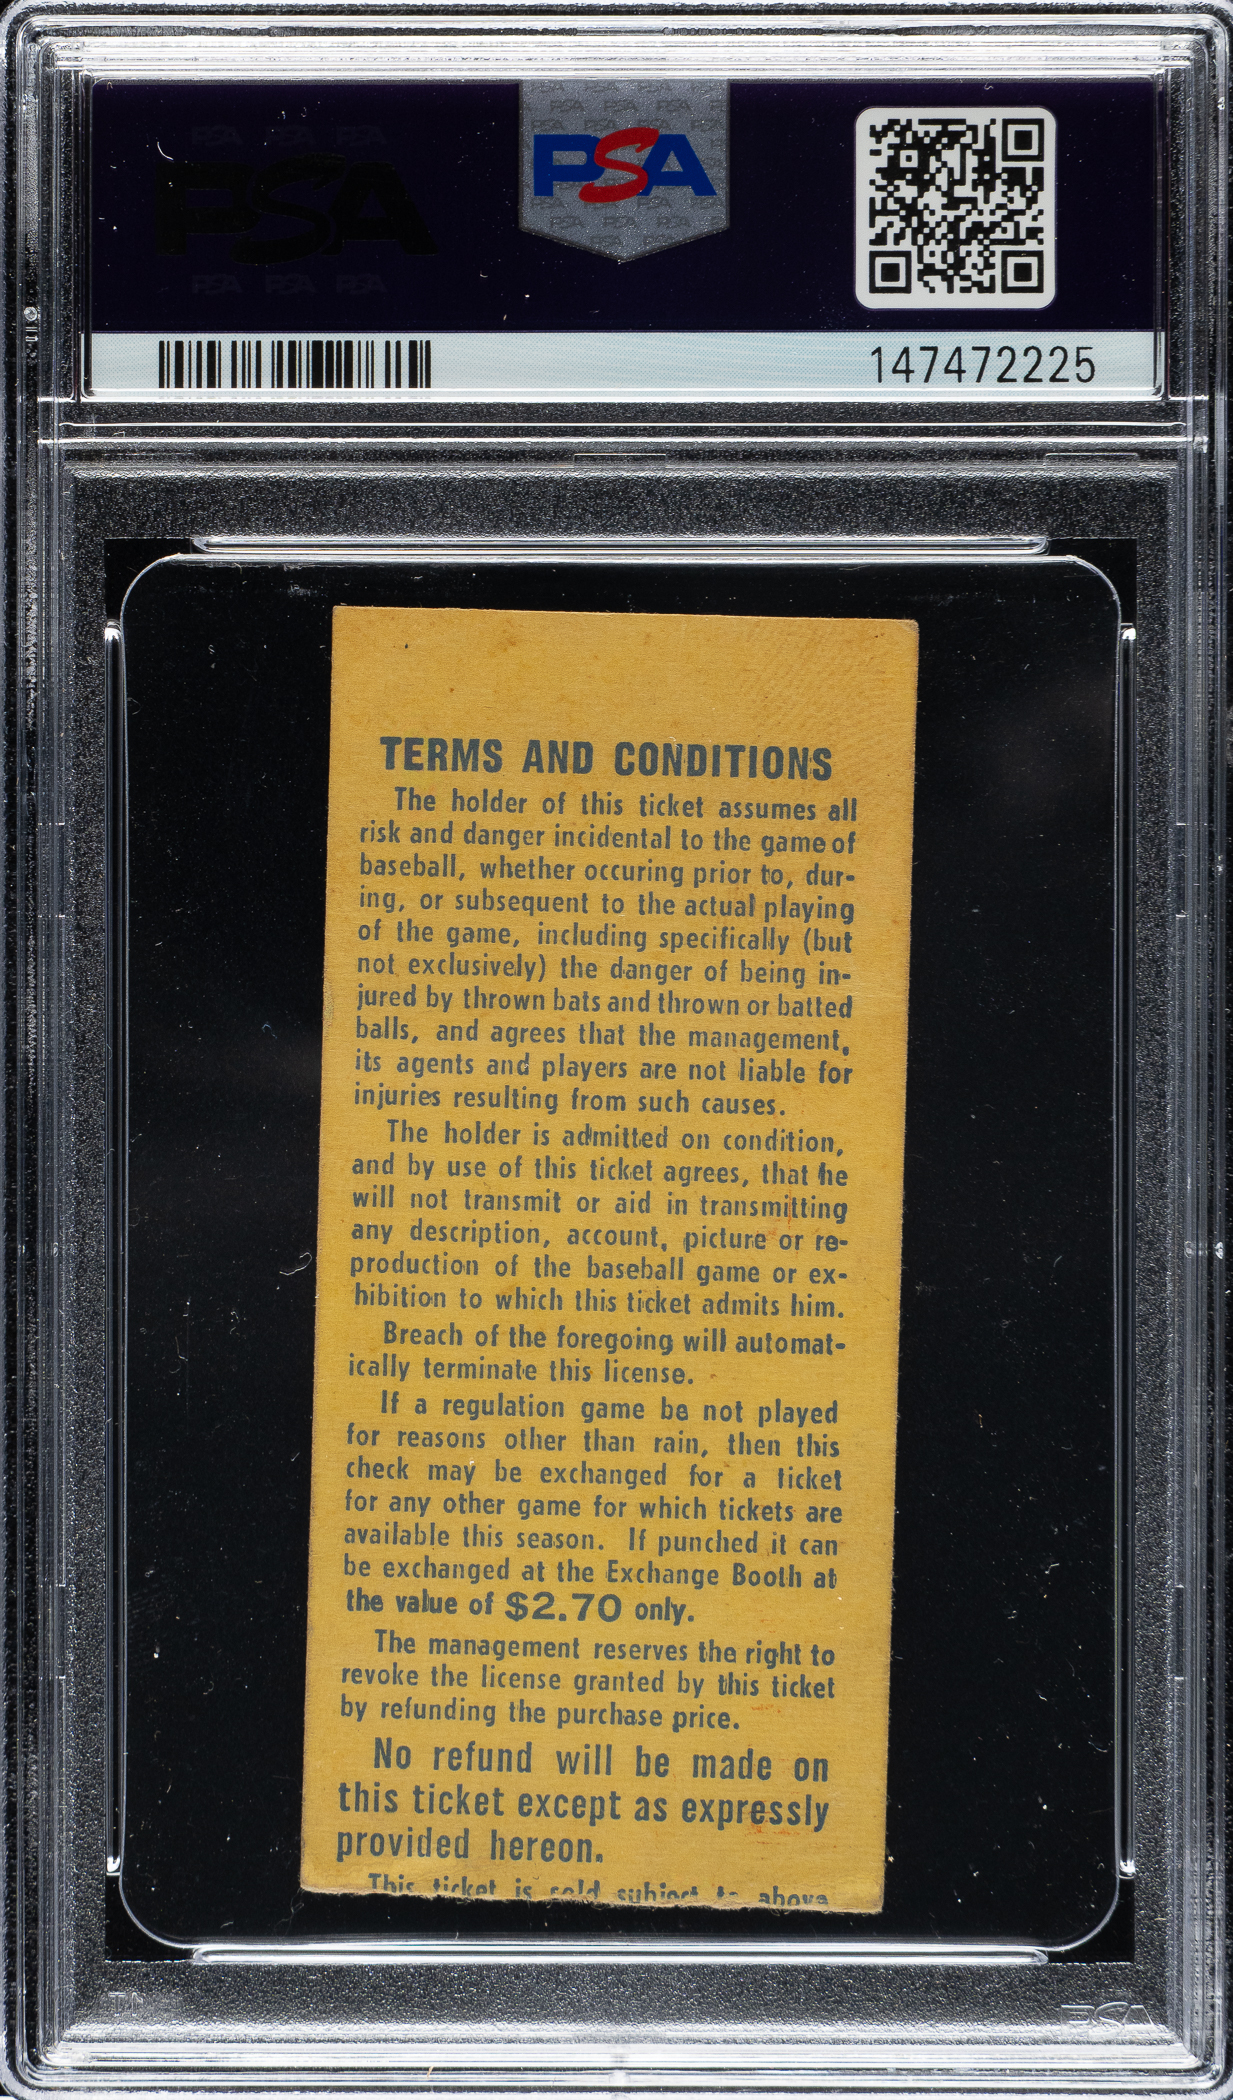 PSA
PSA
147472225
TERMS AND CONDITIONS
The holder of this ticket assumes all
risk and danger incidental to the game of
baseball, whether occuring prior to, dur-
ing, or subsequent to the actual playing
of the game, including specifically (but
not exclusively) the danger of being in-
jured by thrown bats and thrown or batted
balls, and agrees that the management,
its agents and players are not liable for
injuries resulting from such causes.
The holder is admitted on condition,
and by use of this ticket agrees, that he
will not transmit or aid in transmitting
any description, account, picture or re-
production of the baseball game or ex-
hibition to which this ticket admits him.
Breach of the foregoing will automat-
ically terminate this license.
If a regulation game be not played
for reasons other than rain, then this
check may be exchanged for a ticket
for any other game for which tickets are
available this season. If punched it can
be exchanged at the Exchange Booth at
the value of $2.70 only.
The management reserves the right to
revoke the license granted by this ticket
by refunding the purchase price.
No refund will be made on
this ticket except as expressly
provided hereon.
This ticket is sold subject to above
PSA